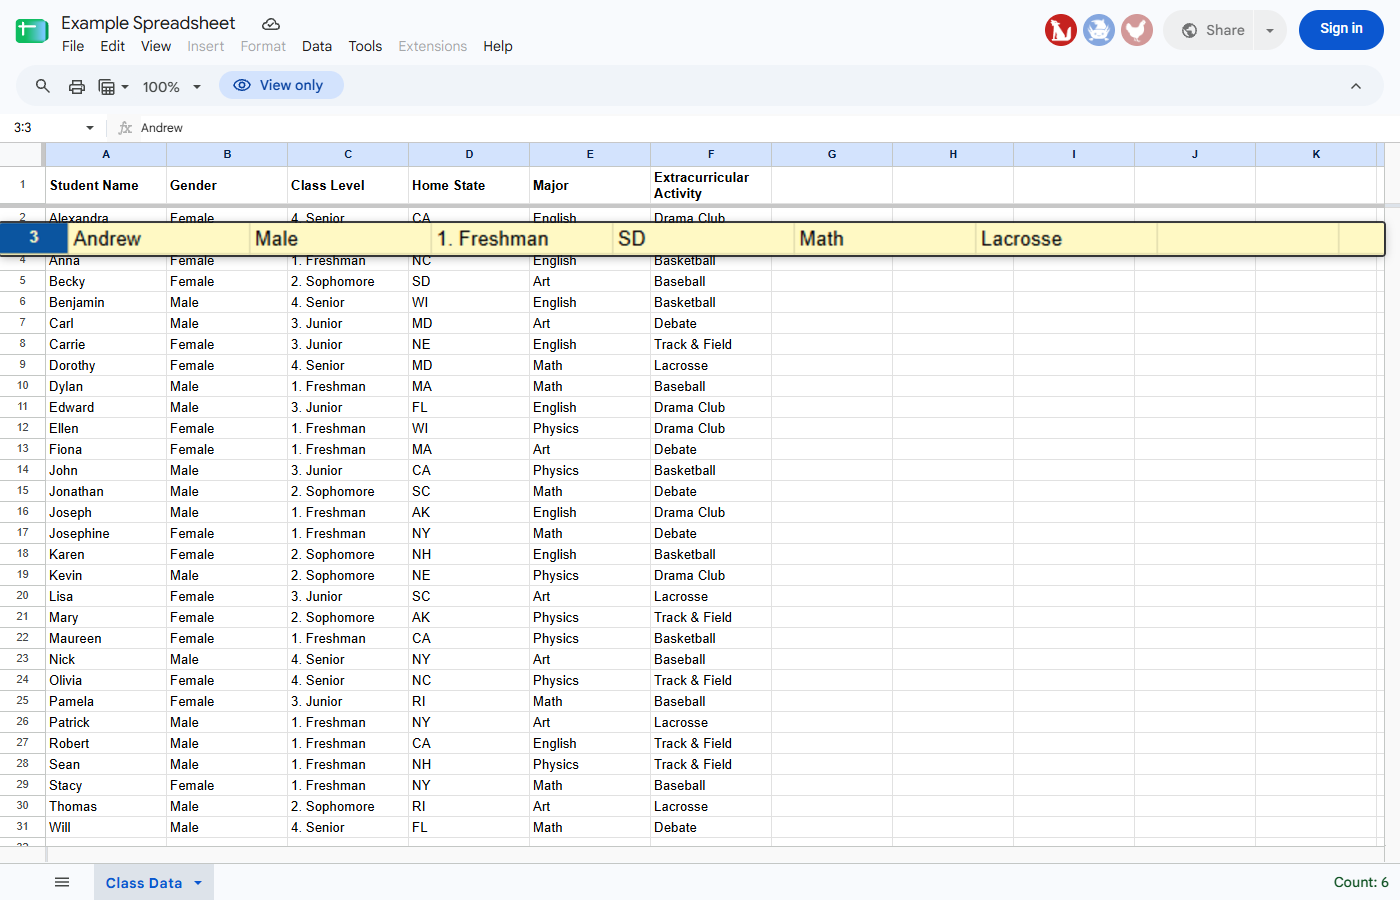 Example Spreadsheet
File Edit View Insert Format Data Tools Extensions Help
Share
Sign in
100%
View only
3:3
Andrew
A B C D E F G H I J K
1 Student Name Gender Class Level Home State Major Extracurricular Activity
2 Alexandra Female 4. Senior CA English Drama Club
3 Andrew Male 1. Freshman SD Math Lacrosse
4 Anna Female 1. Freshman NC English Basketball
5 Becky Female 2. Sophomore SD Art Baseball
6 Benjamin Male 4. Senior WI English Basketball
7 Carl Male 3. Junior MD Art Debate
8 Carrie Female 3. Junior NE English Track & Field
9 Dorothy Female 4. Senior MD Math Lacrosse
10 Dylan Male 1. Freshman MA Math Baseball
11 Edward Male 3. Junior FL English Drama Club
12 Ellen Female 1. Freshman WI Physics Drama Club
13 Fiona Female 1. Freshman MA Art Debate
14 John Male 3. Junior CA Physics Basketball
15 Jonathan Male 2. Sophomore SC Math Debate
16 Joseph Male 1. Freshman AK English Drama Club
17 Josephine Female 1. Freshman NY Math Debate
18 Karen Female 2. Sophomore NH English Basketball
19 Kevin Male 2. Sophomore NE Physics Drama Club
20 Lisa Female 3. Junior SC Art Lacrosse
21 Mary Female 2. Sophomore AK Physics Track & Field
22 Maureen Female 1. Freshman CA Physics Basketball
23 Nick Male 4. Senior NY Art Baseball
24 Olivia Female 4. Senior NC Physics Track & Field
25 Pamela Female 3. Junior RI Math Baseball
26 Patrick Male 1. Freshman NY Art Lacrosse
27 Robert Male 1. Freshman CA English Track & Field
28 Sean Male 1. Freshman NH Physics Track & Field
29 Stacy Female 1. Freshman NY Math Baseball
30 Thomas Male 2. Sophomore RI Art Lacrosse
31 Will Male 4. Senior FL Math Debate
Class Data
Count: 6